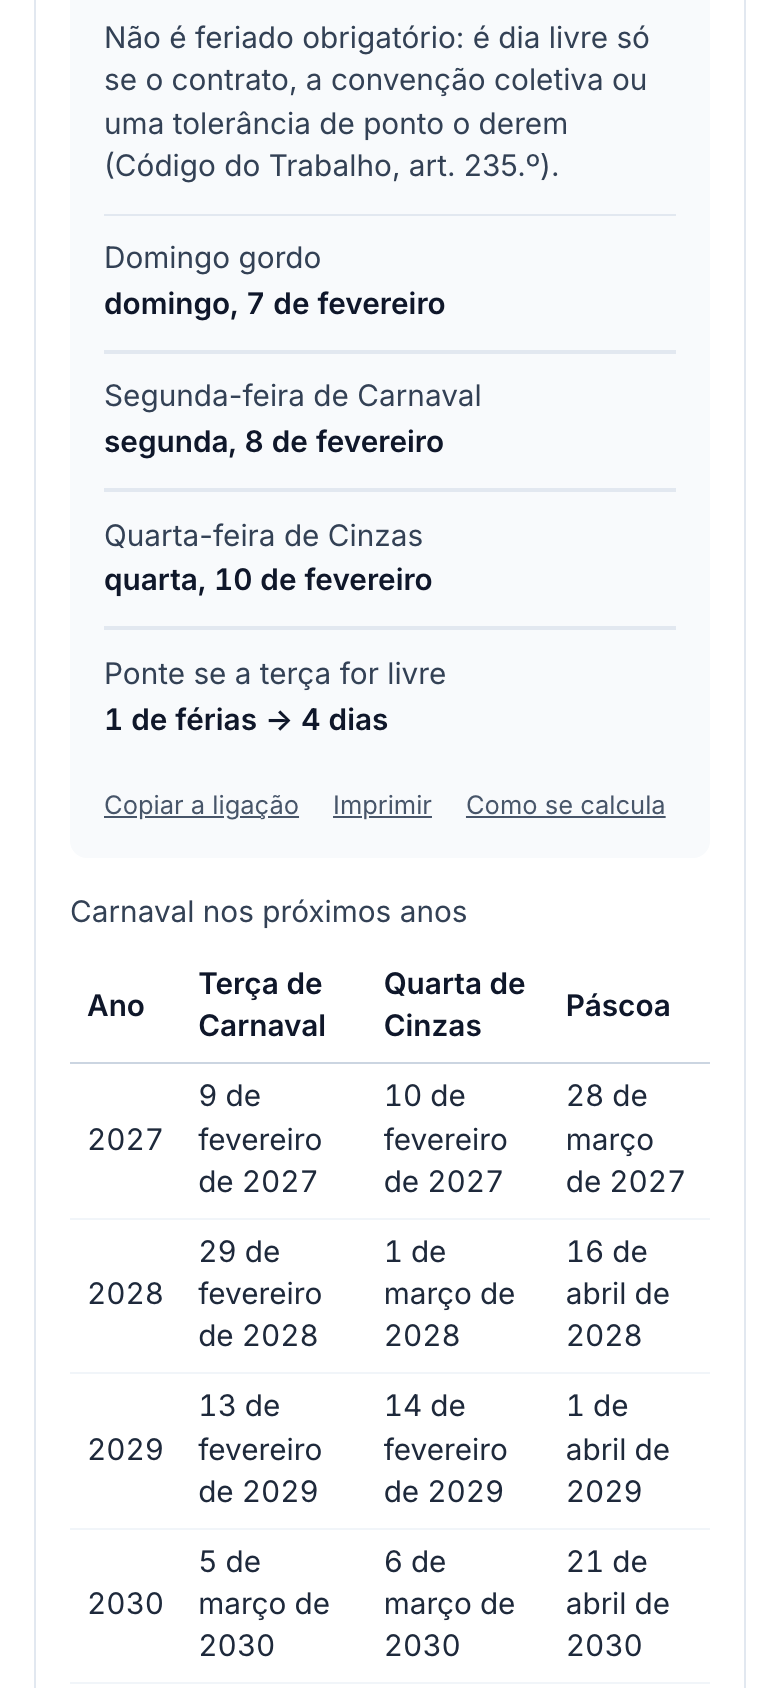 Não é feriado obrigatório: é dia livre só
se o contrato, a convenção coletiva ou
uma tolerância de ponto o derem
(Código do Trabalho, art. 235.º).
Domingo gordo
domingo, 7 de fevereiro
Segunda-feira de Carnaval
segunda, 8 de fevereiro
Quarta-feira de Cinzas
quarta, 10 de fevereiro
Ponte se a terça for livre
1 de férias → 4 dias
Copiar a ligação Imprimir Como se calcula
Carnaval nos próximos anos
Ano Terça de Carnaval Quarta de Cinzas Páscoa
2027 9 de fevereiro de 2027 10 de fevereiro de 2027 28 de março de 2027
2028 29 de fevereiro de 2028 1 de março de 2028 16 de abril de 2028
2029 13 de fevereiro de 2029 14 de fevereiro de 2029 1 de abril de 2029
2030 5 de março de 2030 6 de março de 2030 21 de abril de 2030